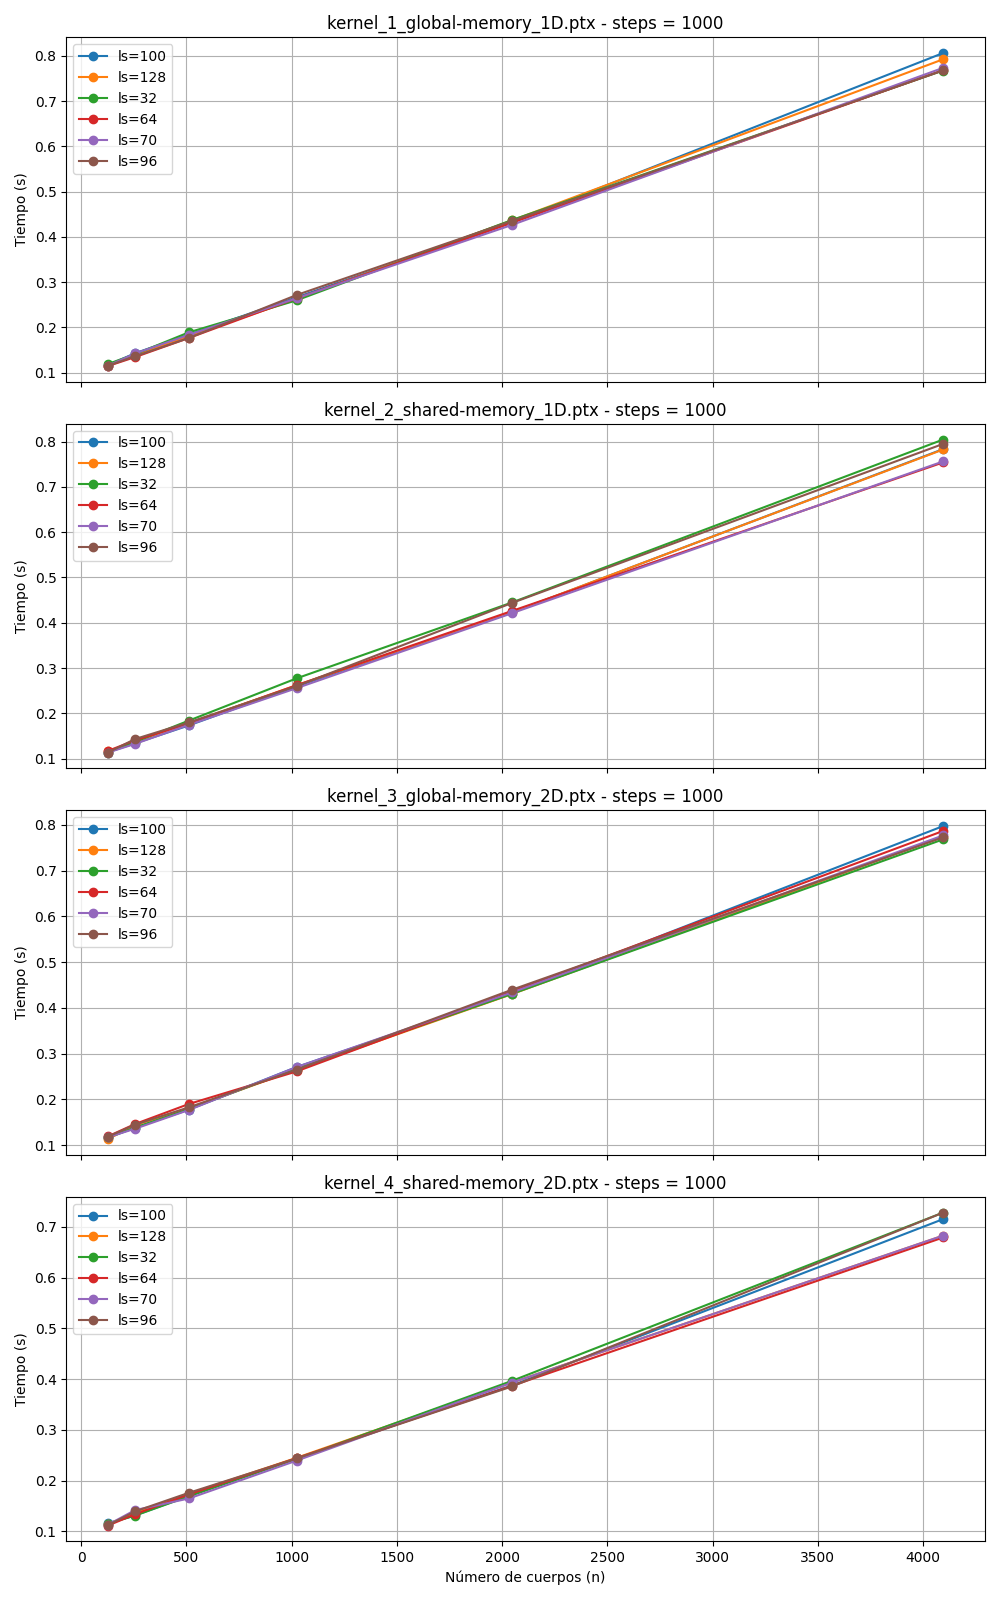 kernel_1_global-memory_1D.ptx - steps = 1000
Tiempo (s)
0.8
0.7
0.6
0.5
0.4
0.3
0.2
0.1
ls=100
ls=128
ls=32
ls=64
ls=70
ls=96
kernel_2_shared-memory_1D.ptx - steps = 1000
Tiempo (s)
0.8
0.7
0.6
0.5
0.4
0.3
0.2
0.1
ls=100
ls=128
ls=32
ls=64
ls=70
ls=96
kernel_3_global-memory_2D.ptx - steps = 1000
Tiempo (s)
0.8
0.7
0.6
0.5
0.4
0.3
0.2
0.1
ls=100
ls=128
ls=32
ls=64
ls=70
ls=96
kernel_4_shared-memory_2D.ptx - steps = 1000
Tiempo (s)
0.7
0.6
0.5
0.4
0.3
0.2
0.1
ls=100
ls=128
ls=32
ls=64
ls=70
ls=96
0 500 1000 1500 2000 2500 3000 3500 4000
Número de cuerpos (n)